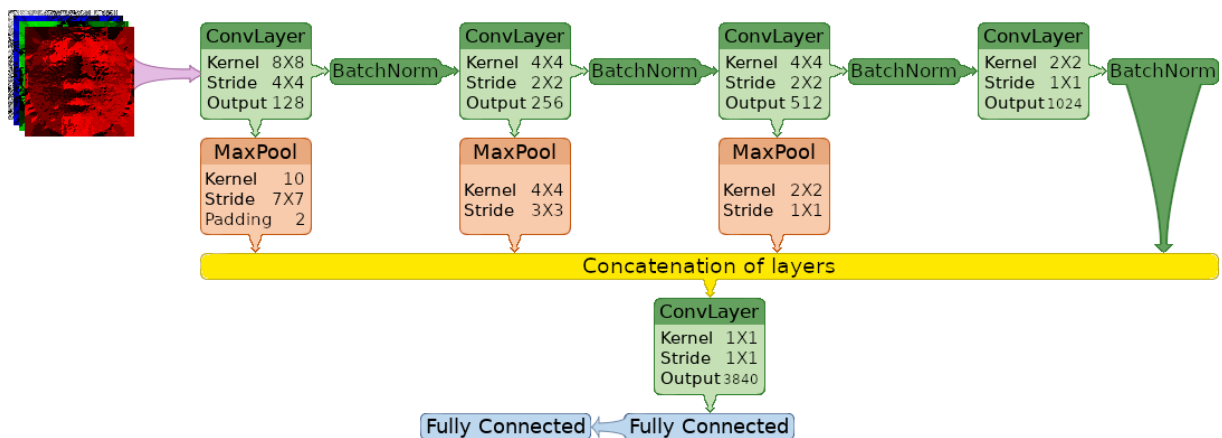 ConvLayer
Kernel 8X8
Stride 4X4
Output 128
BatchNorm
ConvLayer
Kernel 4X4
Stride 2X2
Output 256
BatchNorm
ConvLayer
Kernel 4X4
Stride 2X2
Output 512
BatchNorm
ConvLayer
Kernel 2X2
Stride 1X1
Output 1024
BatchNorm
MaxPool
Kernel 10
Stride 7X7
Padding 2
MaxPool
Kernel 4X4
Stride 3X3
MaxPool
Kernel 2X2
Stride 1X1
Concatenation of layers
ConvLayer
Kernel 1X1
Stride 1X1
Output 3840
Fully Connected
Fully Connected